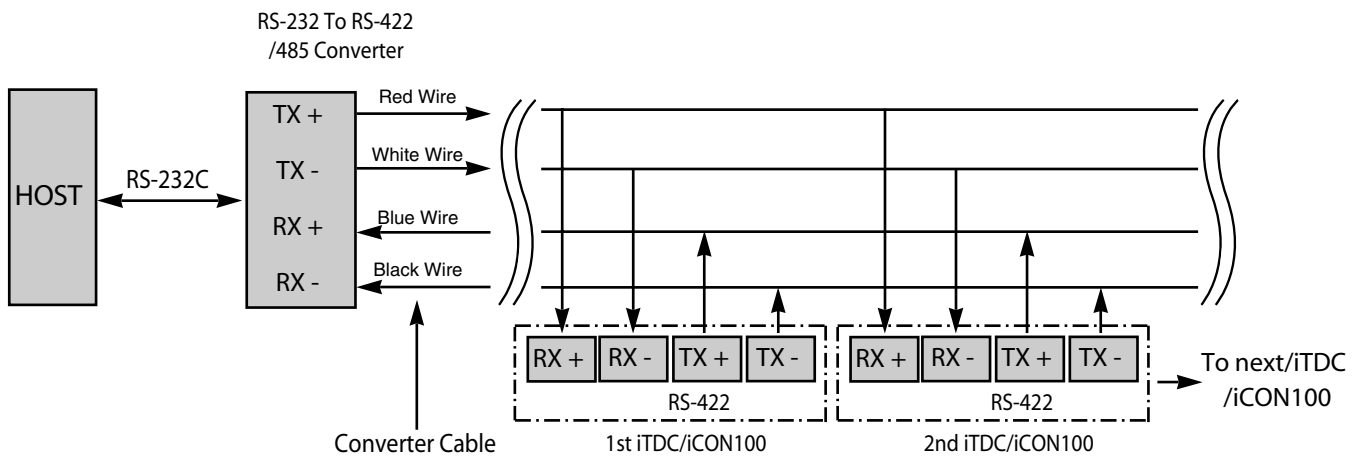 RS-232 To RS-422
/485 Converter
HOST
RS-232C
TX +
TX -
RX +
RX -
Red Wire
White Wire
Blue Wire
Black Wire
Converter Cable
RX + RX - TX + TX -
RS-422
1st iTDC/iCON100
RX + RX - TX + TX -
RS-422
2nd iTDC/iCON100
To next/iTDC
/iCON100